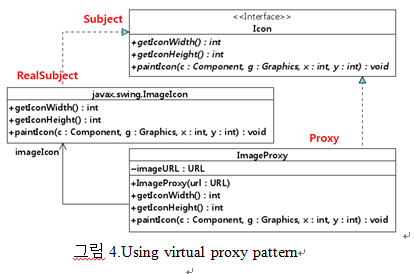 Subject
<<Interface>>
Icon
+getIconWidth() : int
+getIconHeight() : int
+paintIcon(c : Component, g : Graphics, x : int, y : int) : void
RealSubject
javax.swing.ImageIcon
+getIconWidth() : int
+getIconHeight() : int
+paintIcon(c : Component, g : Graphics, x : int, y : int) : void
imageIcon
Proxy
ImageProxy
~imageURL : URL
+ImageProxy(url : URL)
+getIconWidth() : int
+getIconHeight() : int
+paintIcon(c : Component, g : Graphics, x : int, y : int) : void
그림 4.Using virtual proxy pattern